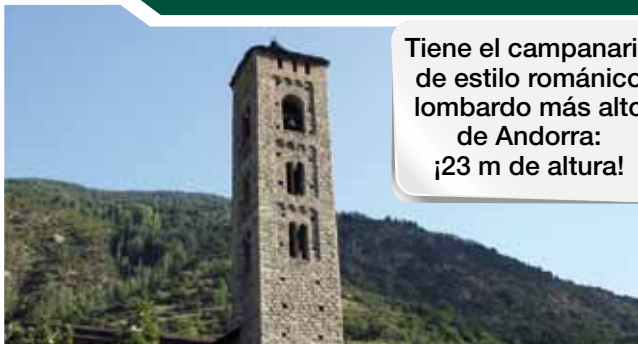 Tiene el campanari
de estilo románico
lombardo más alto
de Andorra:
¡23 m de altura!